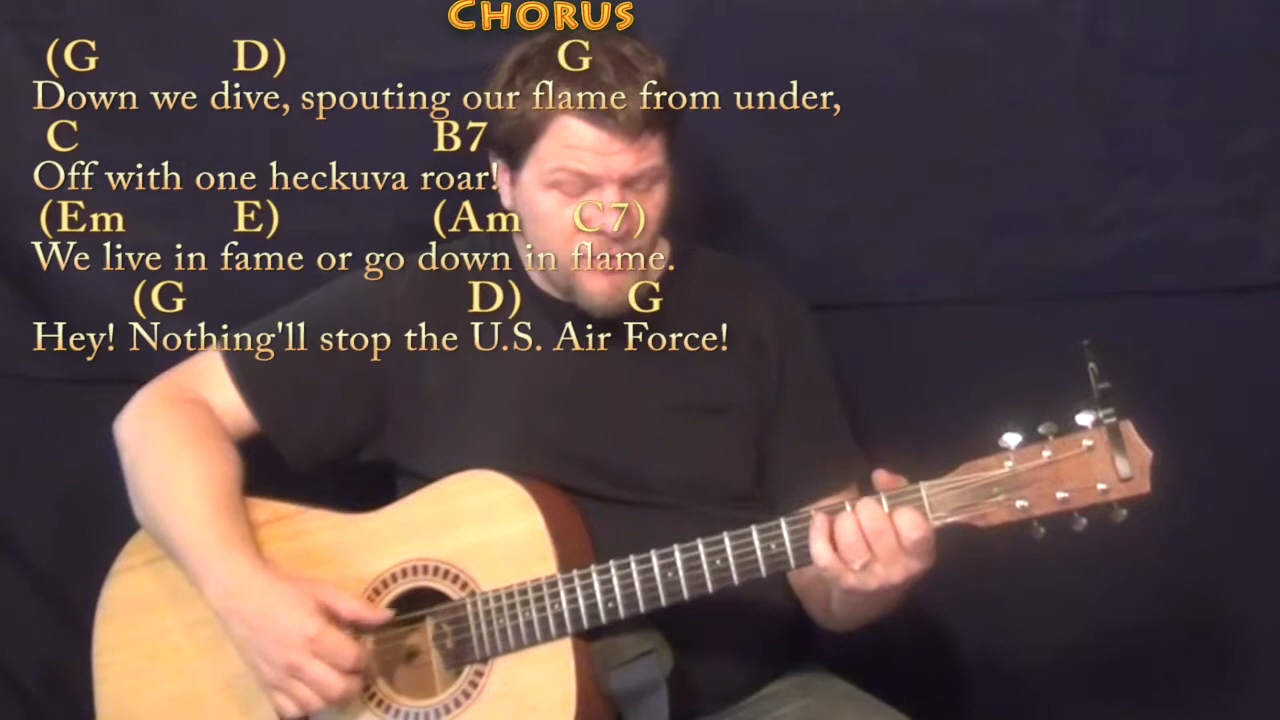 CHORUS
(G D) G
Down we dive, spouting our flame from under,
C B7
Off with one heckuva roar!
(Em E) (Am C7)
We live in fame or go down in flame.
(G D) G
Hey! Nothing'll stop the U.S. Air Force!